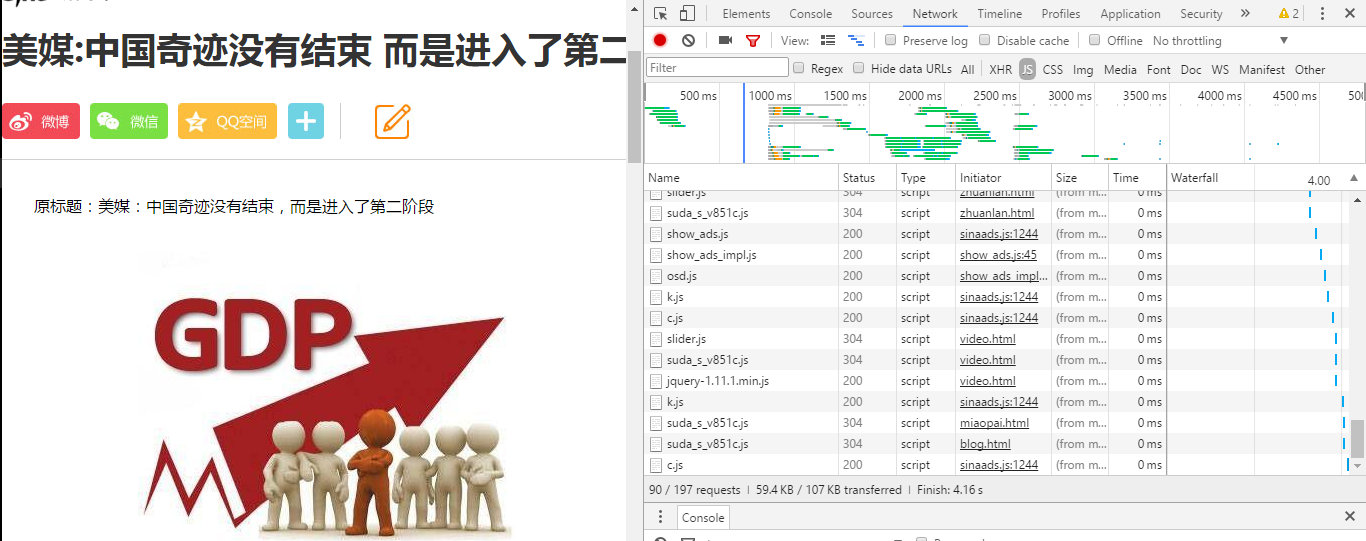 美媒:中国奇迹没有结束 而是进入了第二
微博 微信 QQ空间
原标题：美媒：中国奇迹没有结束，而是进入了第二阶段
GDP
Elements Console Sources Network Timeline Profiles Application Security 2
View: Preserve log Disable cache Offline No throttling
Filter Regex Hide data URLs All XHR JS CSS Img Media Font Doc WS Manifest Other
500 ms 1000 ms 1500 ms 2000 ms 2500 ms 3000 ms 3500 ms 4000 ms 4500 ms
Name Status Type Initiator Size Time Waterfall 4.00
slider.js 304 script zhuanlan.html (from m... 0 ms
suda_s_v851c.js 304 script zhuanlan.html (from m... 0 ms
show_ads.js 200 script sinaads.js:1244 (from m... 0 ms
show_ads_impl.js 200 script show_ads.js:45 (from m... 0 ms
osd.js 200 script show_ads_impl... (from m... 0 ms
k.js 200 script sinaads.js:1244 (from m... 0 ms
c.js 200 script sinaads.js:1244 (from m... 0 ms
slider.js 304 script video.html (from m... 0 ms
suda_s_v851c.js 304 script video.html (from m... 0 ms
jquery-1.11.1.min.js 200 script video.html (from m... 0 ms
k.js 200 script sinaads.js:1244 (from m... 0 ms
suda_s_v851c.js 304 script miaopai.html (from m... 0 ms
suda_s_v851c.js 304 script blog.html (from m... 0 ms
c.js 200 script sinaads.js:1244 (from m... 0 ms
90 / 197 requests | 59.4 KB / 107 KB transferred | Finish: 4.16 s
Console